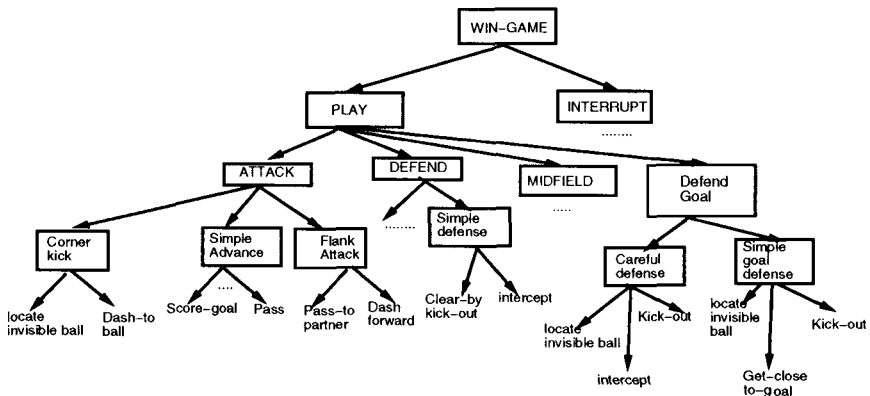 WIN-GAME
PLAY
INTERRUPT
........
ATTACK
DEFEND
MIDFIELD
Defend
Goal
........
.....
Corner
kick
Simple
Advance
Flank
Attack
Simple
defense
Careful
defense
Simple
goal
defense
....
locate
invisible ball
Dash-to
ball
Score-goal
Pass
Pass-to
partner
Dash
forward
Clear-by
kick-out
intercept
locate
invisible ball
intercept
Kick-out
locate
invisible
ball
Get-close
to-goal
Kick-out